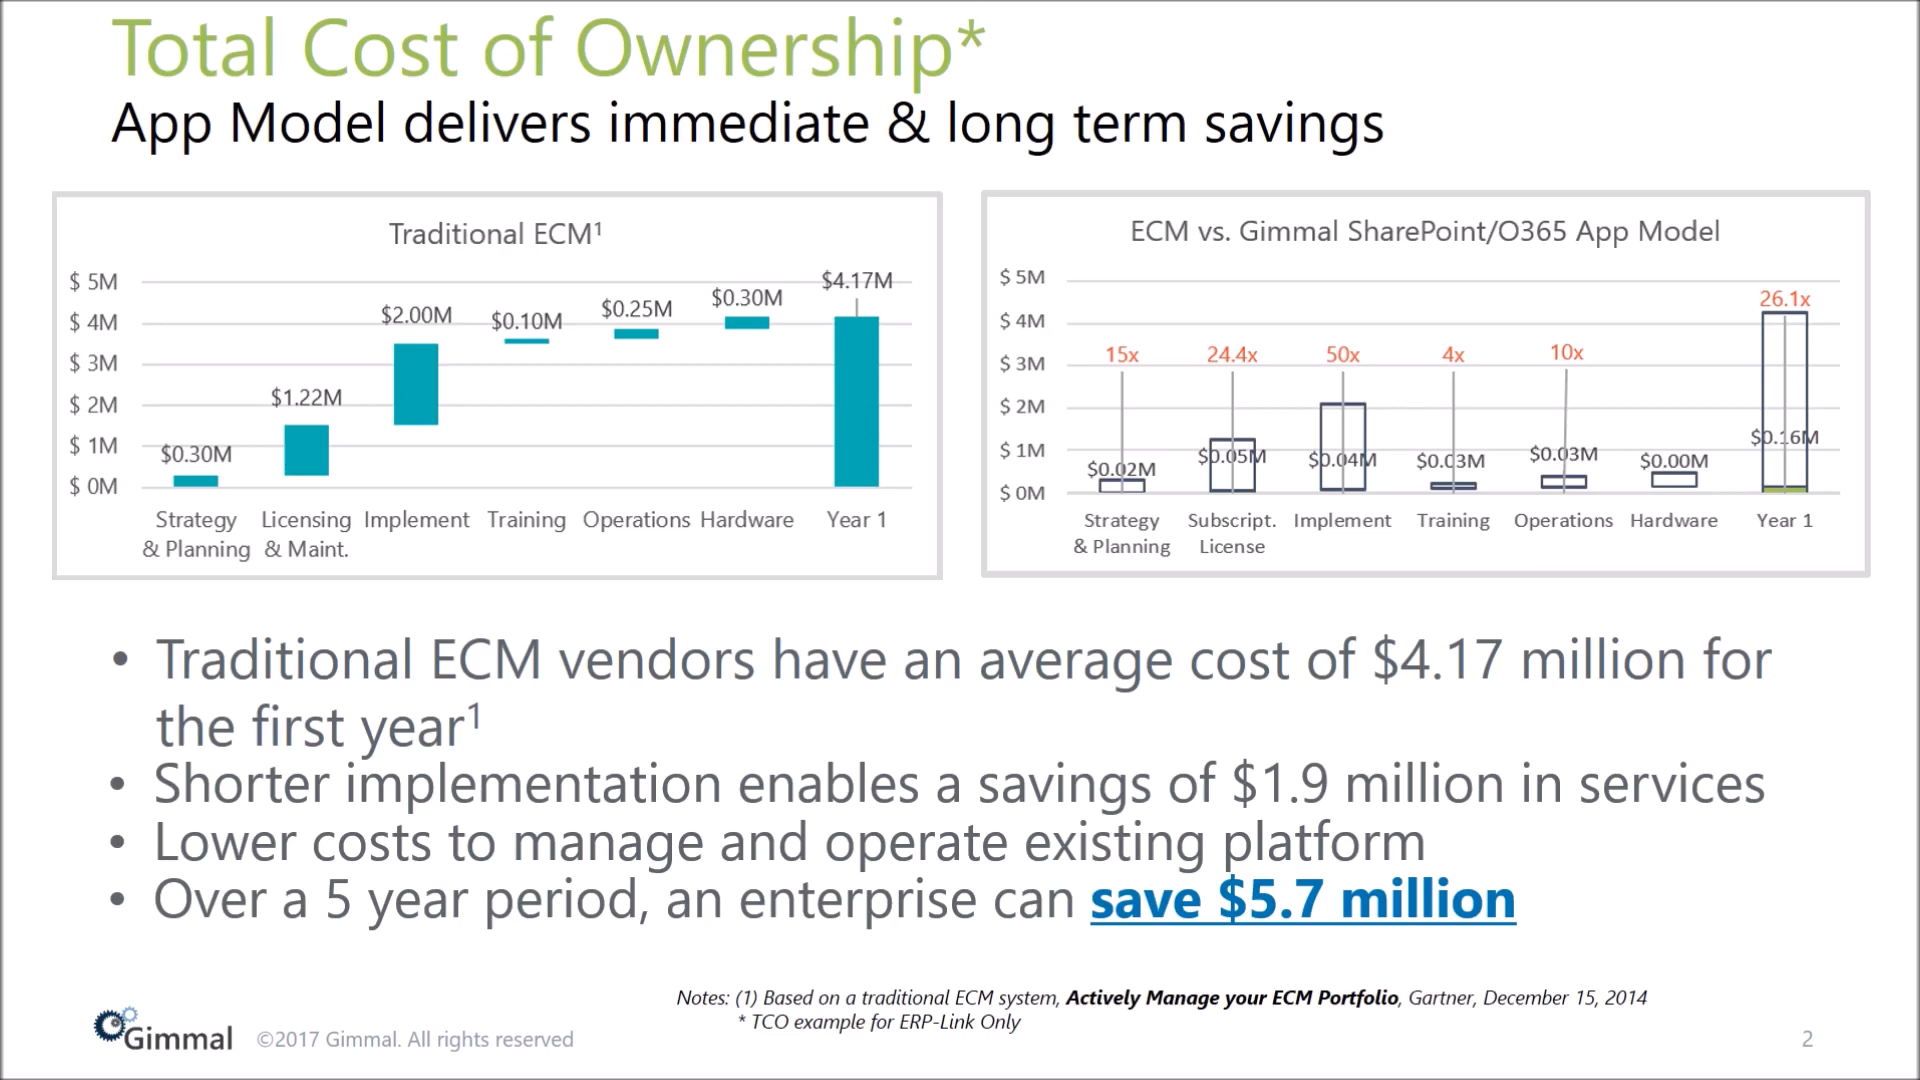 Total Cost of Ownership*
App Model delivers immediate & long term savings
Traditional ECM¹
$ 5M
$ 4M
$ 3M
$ 2M
$ 1M
$ 0M
$0.30M
$1.22M
$2.00M
$0.10M
$0.25M
$0.30M
$4.17M
Strategy Licensing Implement Training Operations Hardware Year 1
& Planning & Maint.
ECM vs. Gimmal SharePoint/O365 App Model
$ 5M
$ 4M
$ 3M
$ 2M
$ 1M
$ 0M
15x 24.4x 50x 4x 10x 26.1x
$0.02M $0.05M $0.04M $0.03M $0.03M $0.00M $0.16M
Strategy Subscript. Implement Training Operations Hardware Year 1
& Planning License
• Traditional ECM vendors have an average cost of $4.17 million for
the first year¹
• Shorter implementation enables a savings of $1.9 million in services
• Lower costs to manage and operate existing platform
• Over a 5 year period, an enterprise can save $5.7 million
Notes: (1) Based on a traditional ECM system, Actively Manage your ECM Portfolio, Gartner, December 15, 2014
* TCO example for ERP-Link Only
Gimmal ©2017 Gimmal. All rights reserved
2